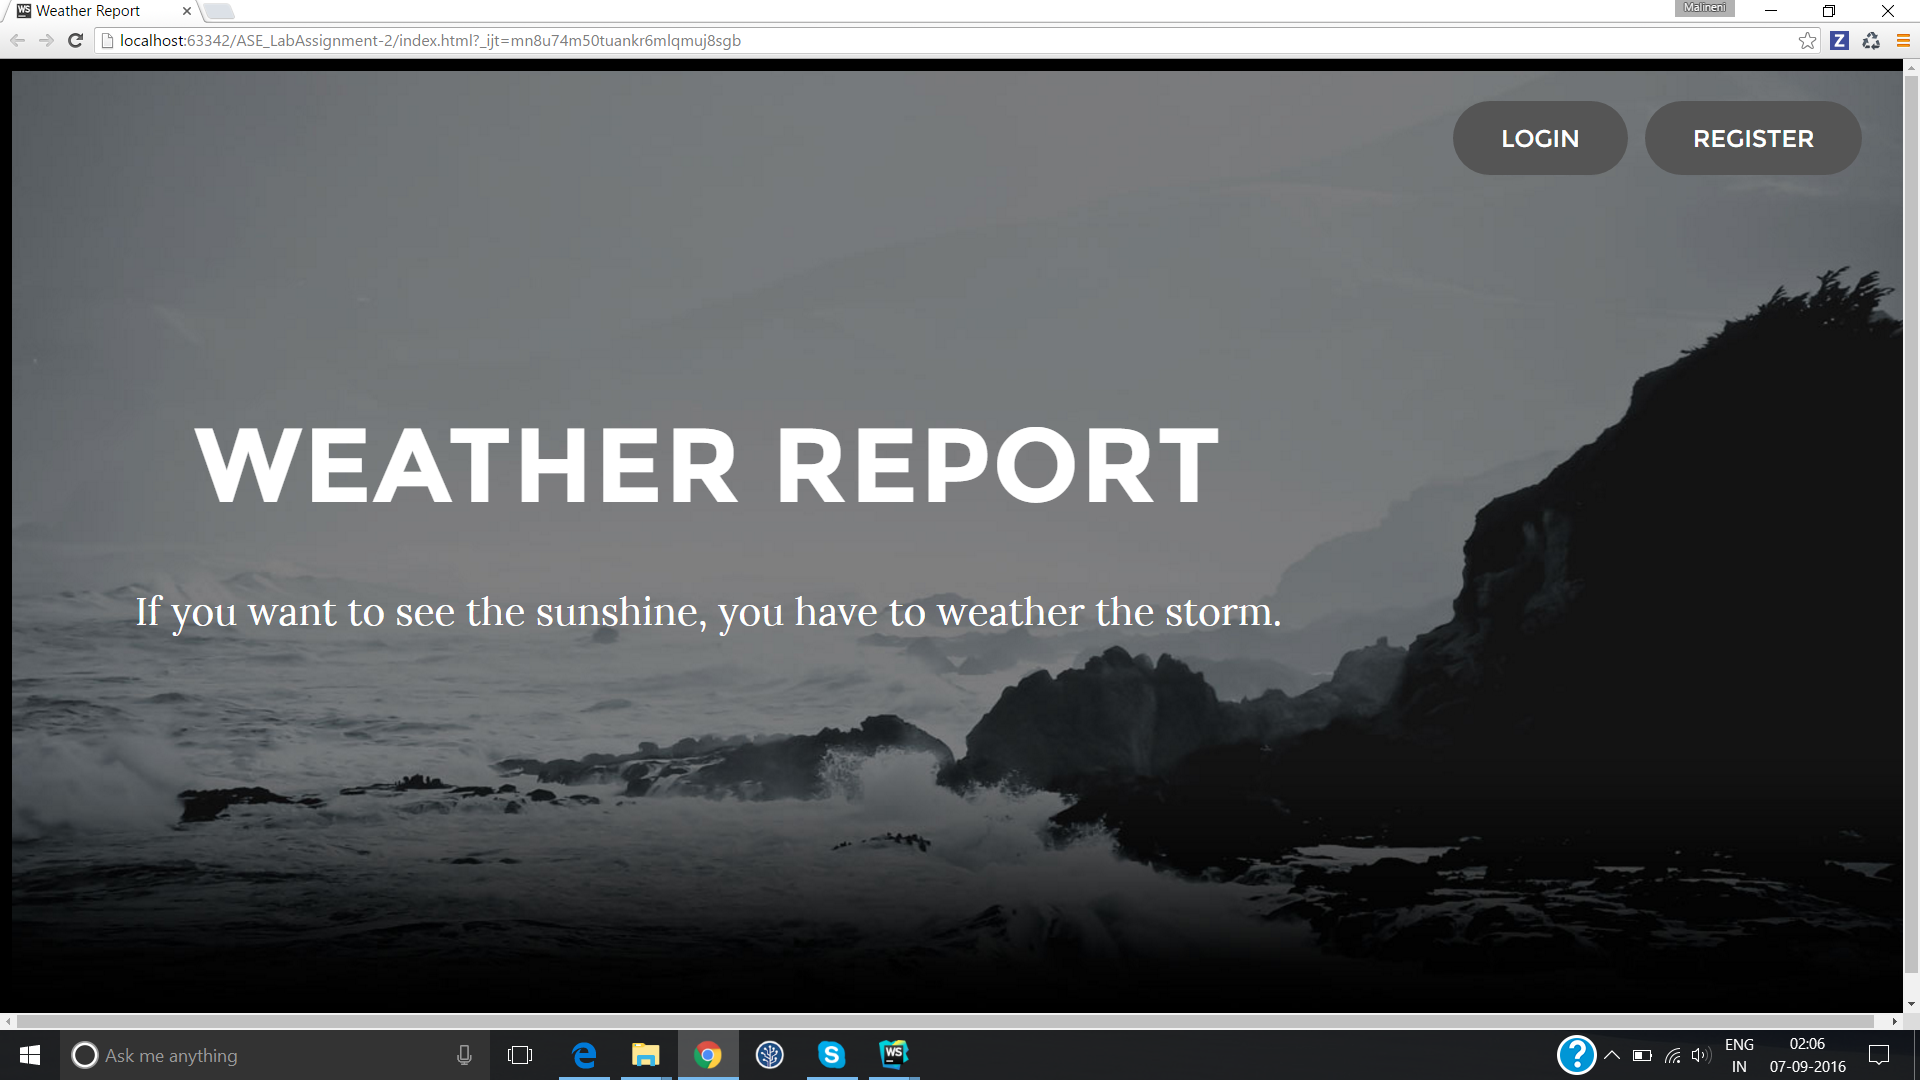 WS Weather Report
Malineni
localhost:63342/ASE_LabAssignment-2/index.html?_ijt=mn8u74m50tuankr6mlqmuj8sgb
Z
LOGIN REGISTER
WEATHER REPORT
If you want to see the sunshine, you have to weather the storm.
Ask me anything
WS
?
ENG
IN
02:06
07-09-2016